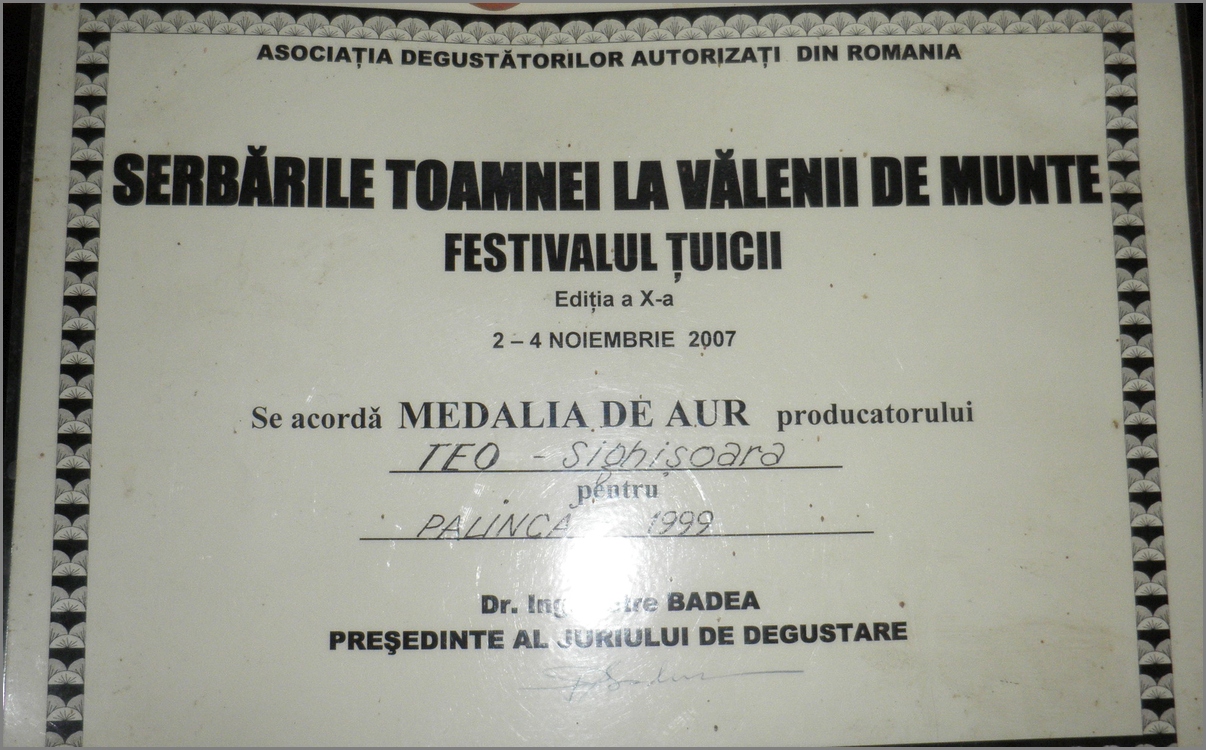 ASOCIAȚIA DEGUSTĂTORILOR AUTORIZAȚI DIN ROMANIA
SERBĂRILE TOAMNEI LA VĂLENII DE MUNTE
FESTIVALUL ȚUICII
Ediția a X-a
2 – 4 NOIEMBRIE 2007
Se acordă MEDALIA DE AUR producatorului
TEO - Sighișoara
pentru
PALINCA 1999
Dr. BADEA
PREŞEDINTE AL JURIULUI DE DEGUSTARE